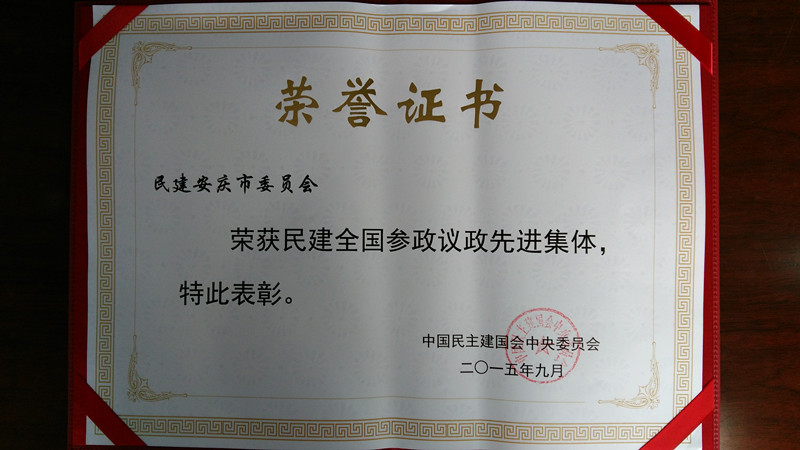 荣誉证书
民建安庆市委员会
荣获民建全国参政议政先进集体，
特此表彰。
中国民主建国会中央委员会
二〇一五年九月